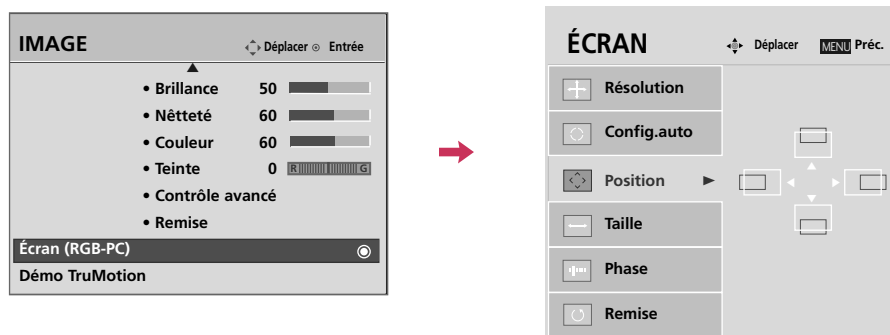 IMAGE
Déplacer Entrée
• Brillance 50
• Nêtteté 60
• Couleur 60
• Teinte 0 R G
• Contrôle avancé
• Remise
Écran (RGB-PC)
Démo TruMotion
ÉCRAN
Déplacer MENU Préc.
Résolution
Config.auto
Position
Taille
Phase
Remise